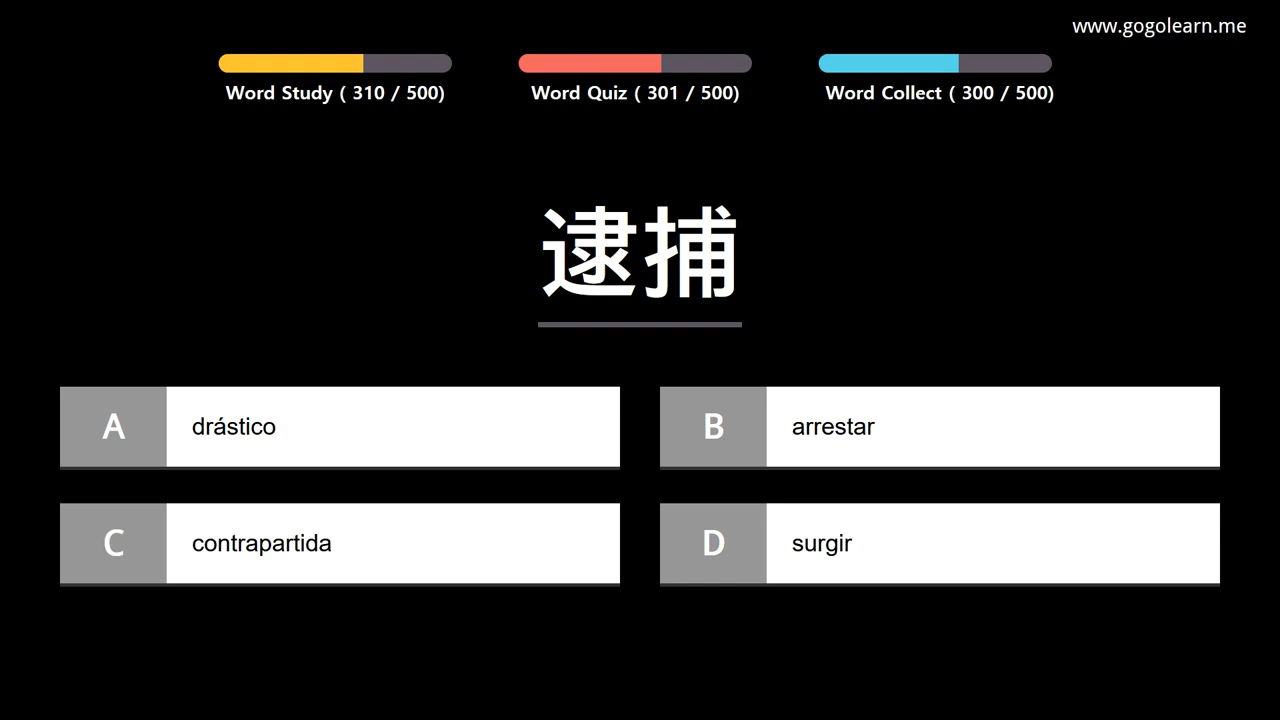 www.gogolearn.me
Word Study ( 310 / 500)
Word Quiz ( 301 / 500)
Word Collect ( 300 / 500)
逮捕
A drástico
B arrestar
C contrapartida
D surgir